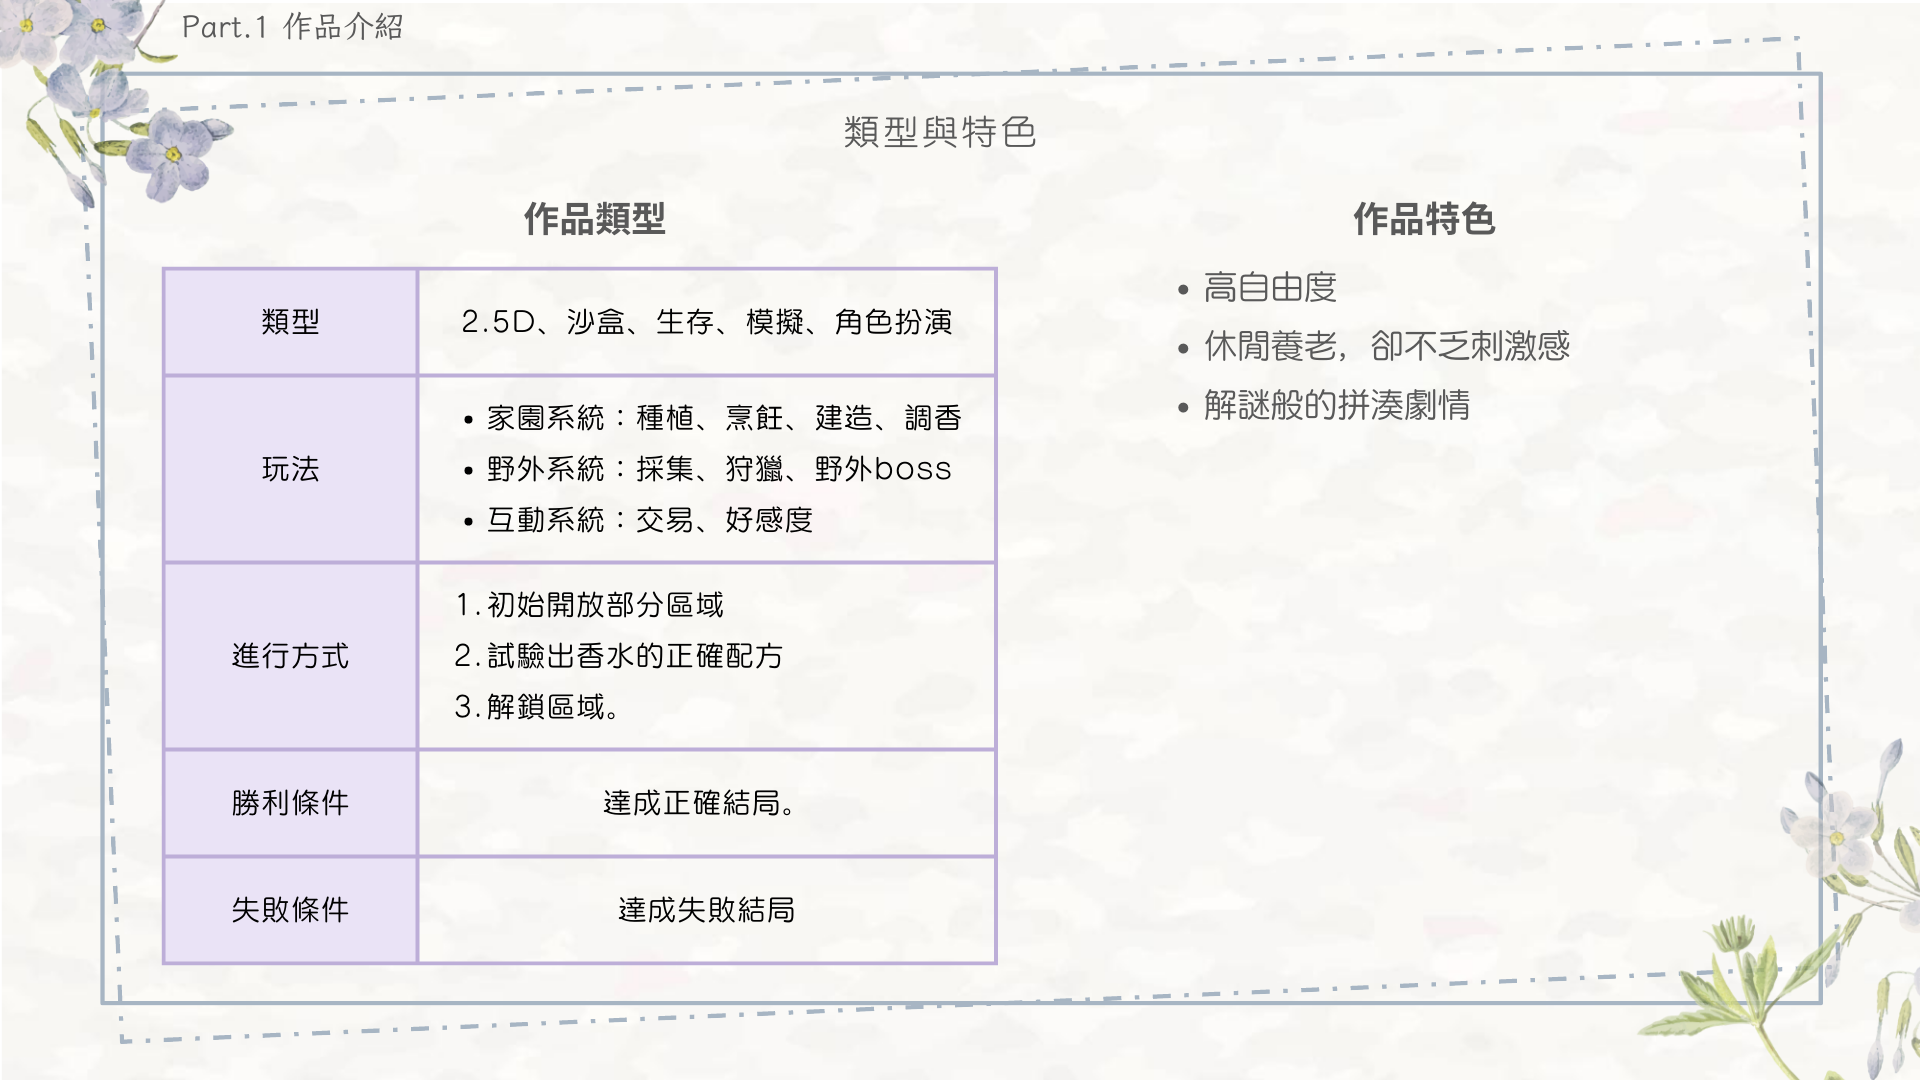 Part.1 作品介紹
類型與特色
作品類型
類型
2.5D、沙盒、生存、模擬、角色扮演
玩法
• 家園系統：種植、烹飪、建造、調香
• 野外系統：採集、狩獵、野外boss
• 互動系統：交易、好感度
進行方式
1. 初始開放部分區域
2. 試驗出香水的正確配方
3. 解鎖區域。
勝利條件
達成正確結局。
失敗條件
達成失敗結局
作品特色
• 高自由度
• 休閒養老，卻不乏刺激感
• 解謎般的拼湊劇情